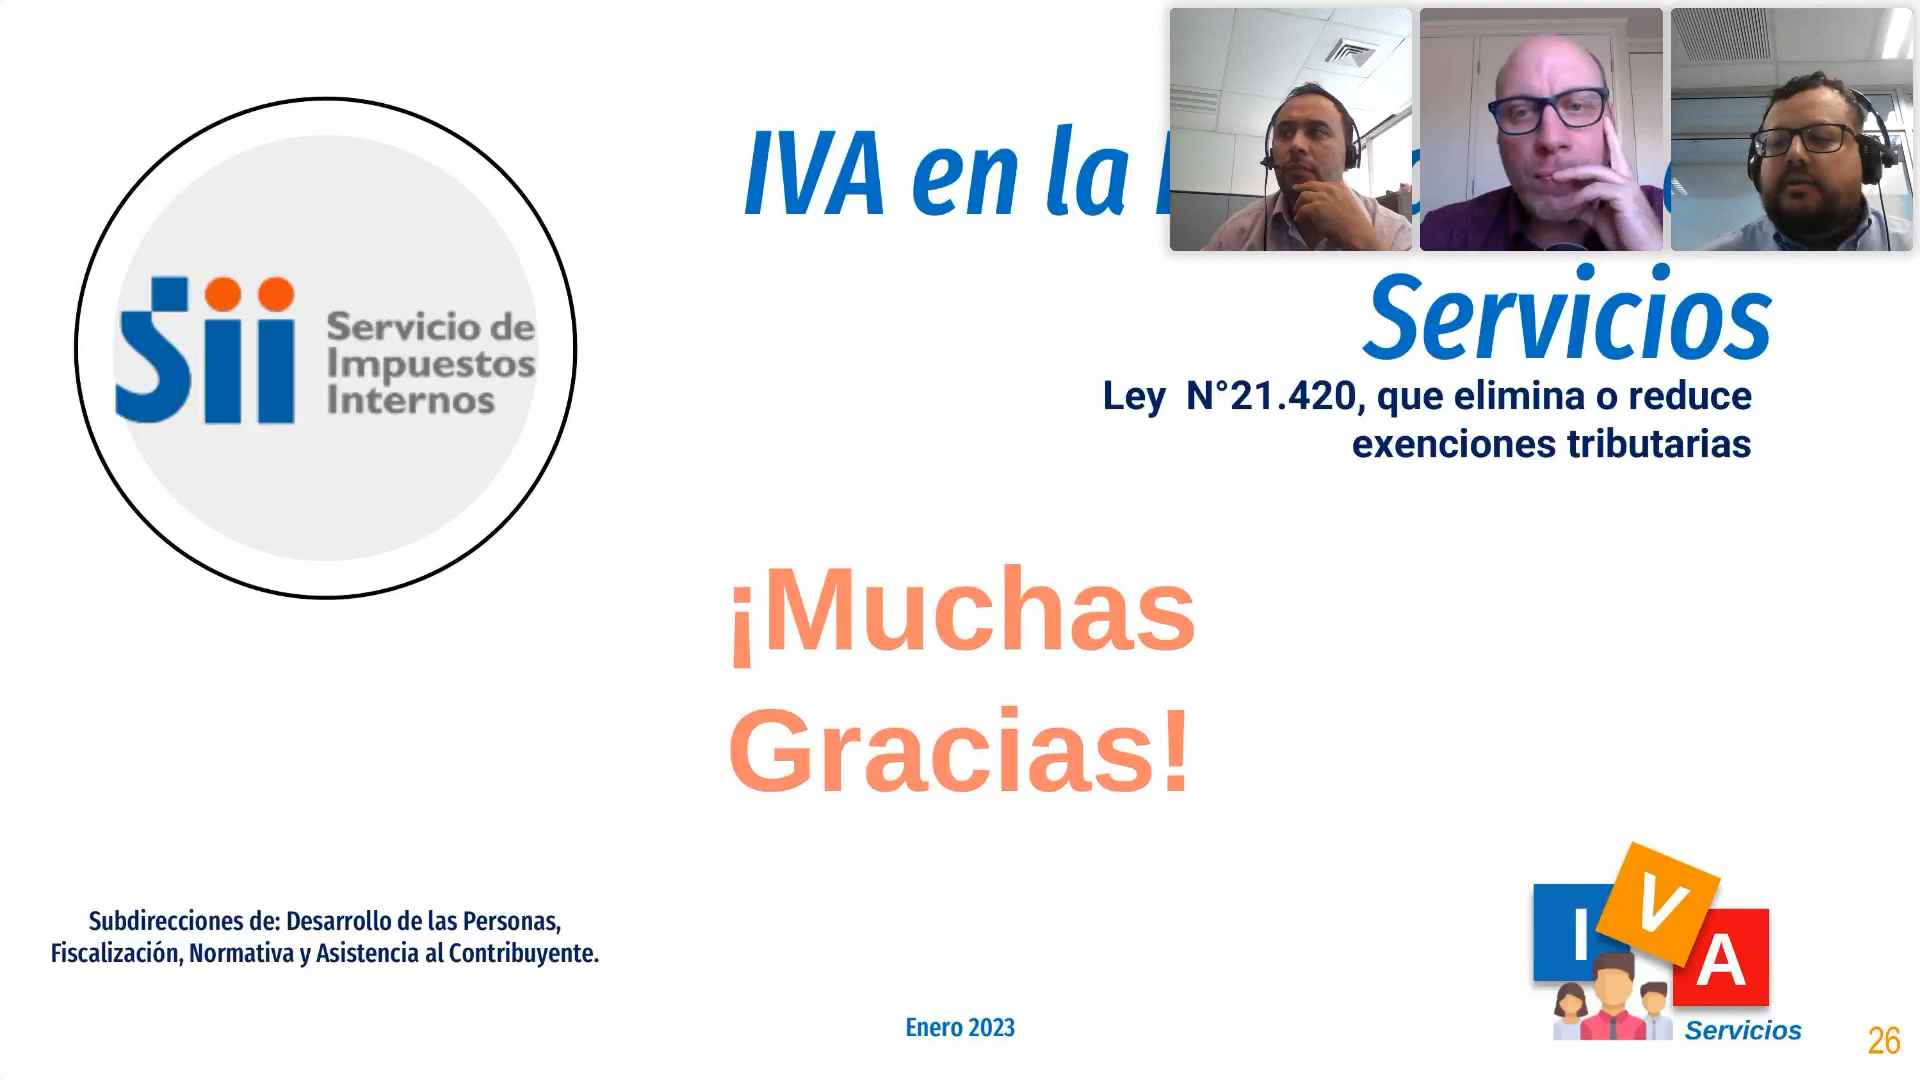 IVA en la
Servicios
Ley N°21.420, que elimina o reduce
exenciones tributarias
Sii Servicio de
Impuestos
Internos
¡Muchas
Gracias!
Subdirecciones de: Desarrollo de las Personas,
Fiscalización, Normativa y Asistencia al Contribuyente.
Enero 2023
I V A
Servicios
26